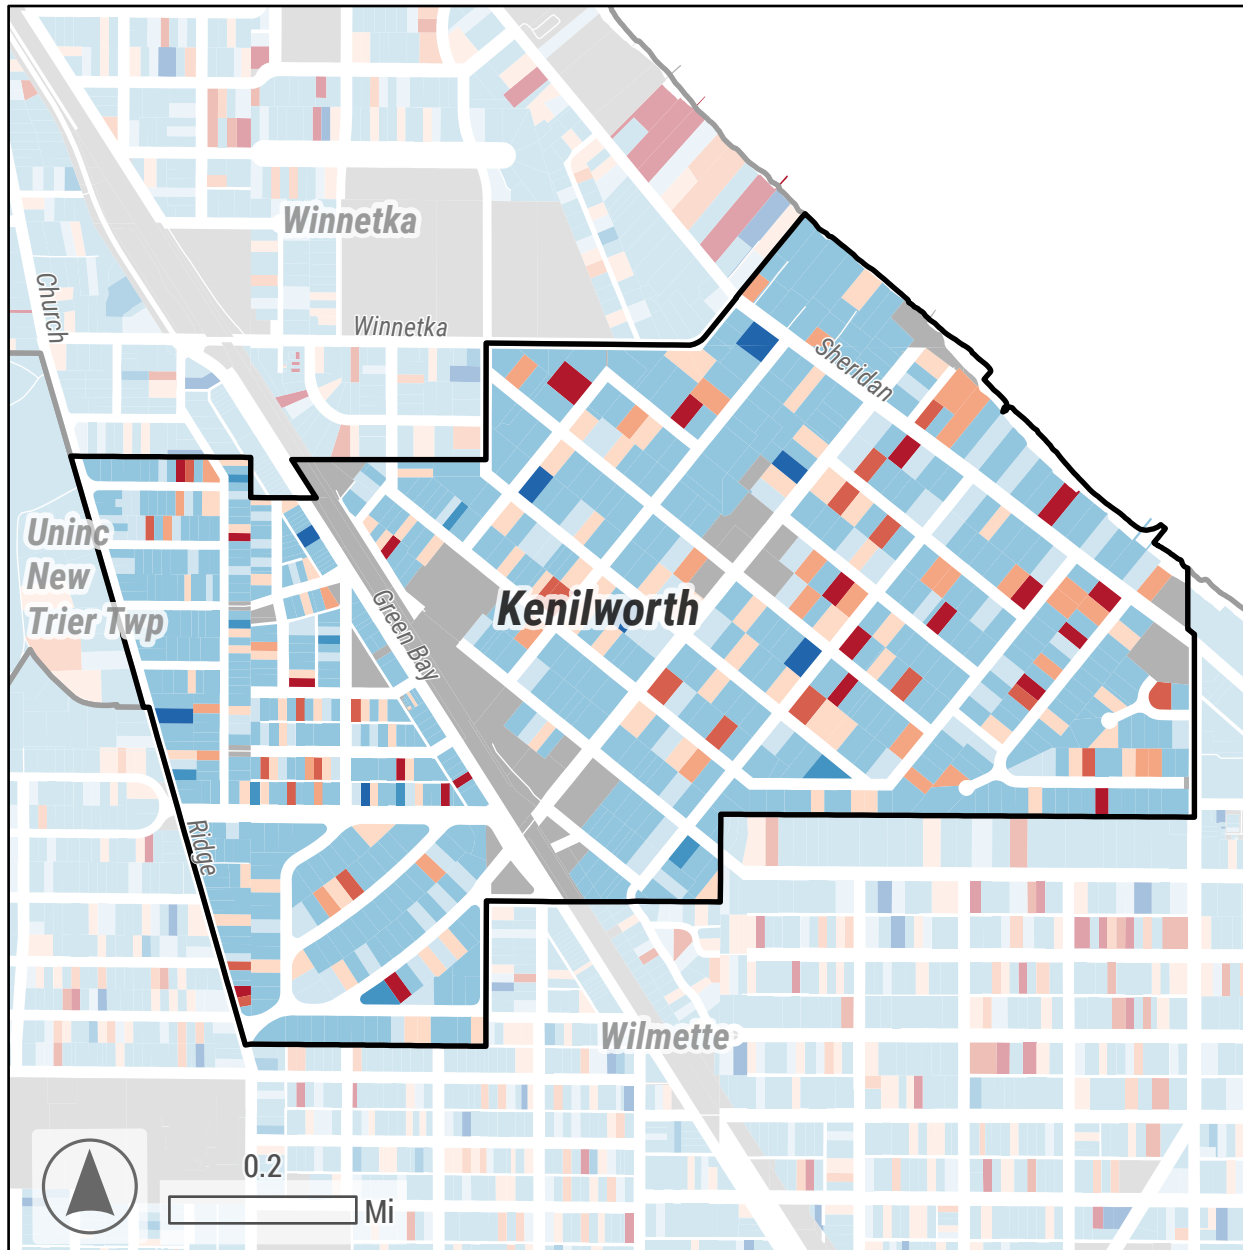 Winnetka
Church
Winnetka
Sheridan
Uninc
New
Trier Twp
Green Bay
Kenilworth
Ridge
Wilmette
0.2
Mi